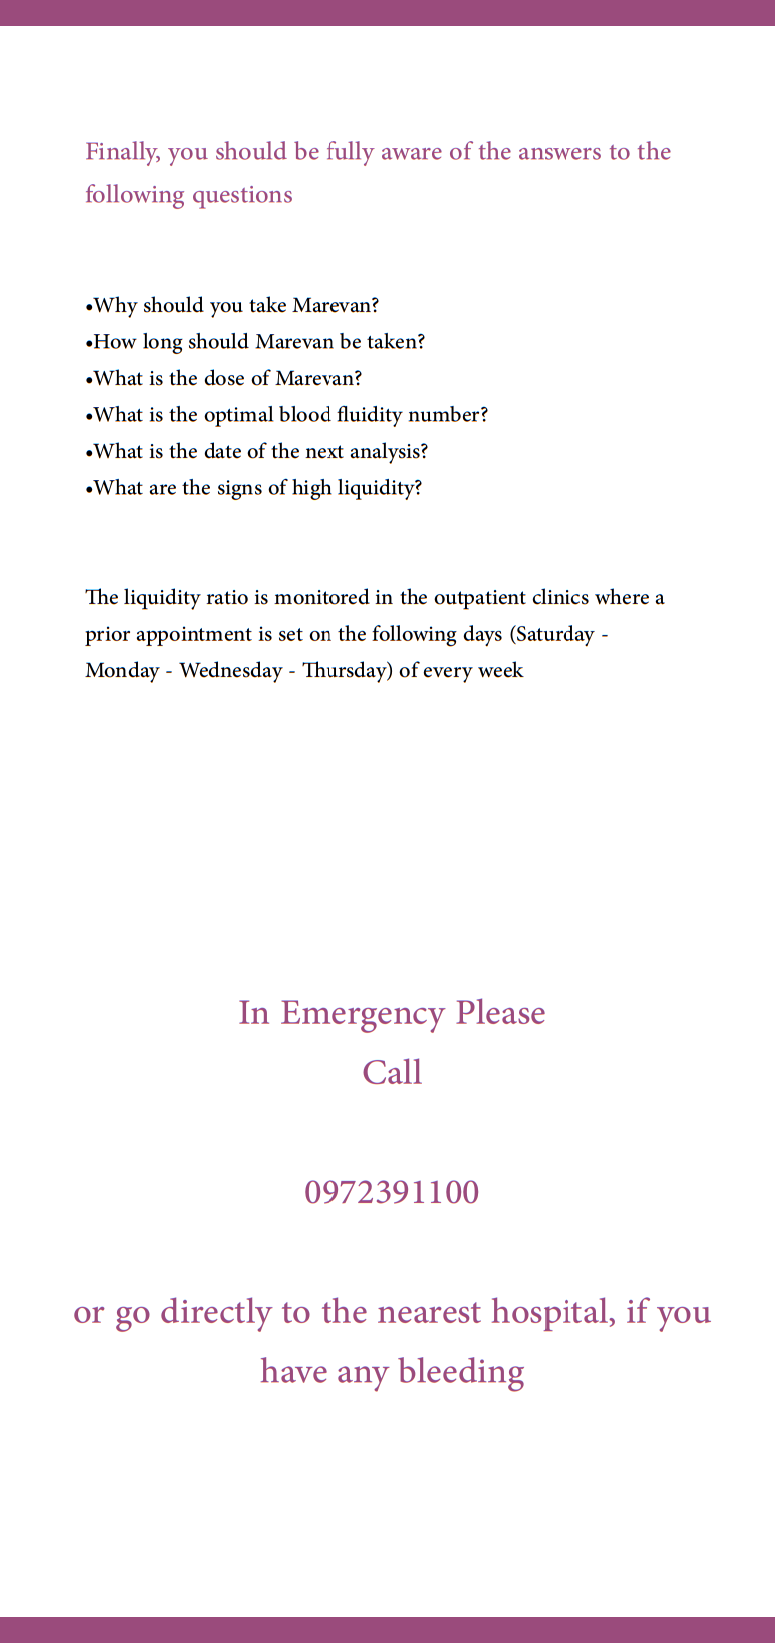 Finally, you should be fully aware of the answers to the
following questions
•Why should you take Marevan?
•How long should Marevan be taken?
•What is the dose of Marevan?
•What is the optimal blood fluidity number?
•What is the date of the next analysis?
•What are the signs of high liquidity?
The liquidity ratio is monitored in the outpatient clinics where a
prior appointment is set on the following days (Saturday -
Monday - Wednesday - Thursday) of every week
In Emergency Please
Call
0972391100
or go directly to the nearest hospital, if you
have any bleeding